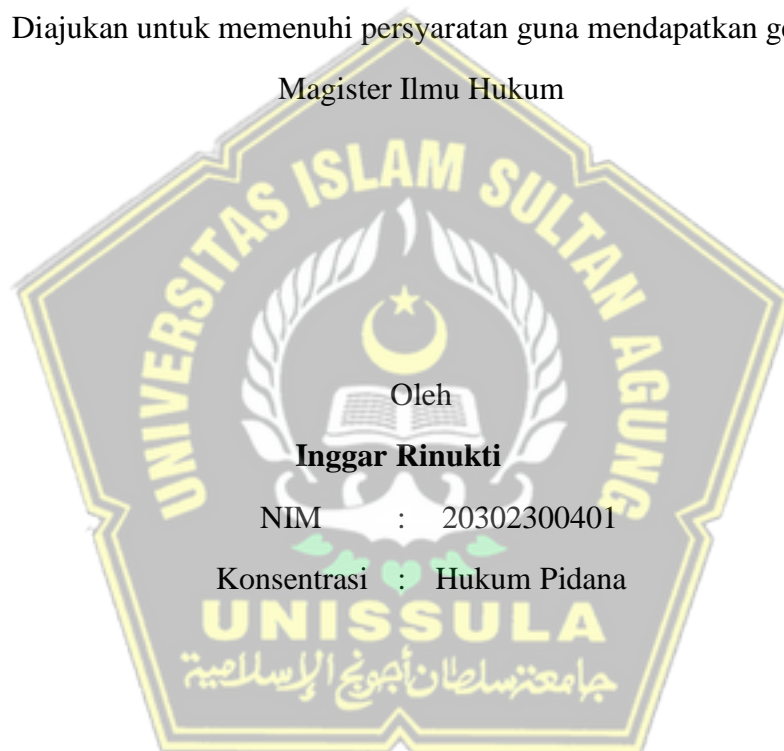 Diajukan untuk memenuhi persyaratan guna mendapatkan
Magister Ilmu Hukum
UNIVERSITAS ISLAM SULTAN AGUNG
Oleh
Inggar Rinukti
NIM : 20302300401
Konsentrasi : Hukum Pidana
UNISSULA
جامعة سلطان أجونج الإسلامية